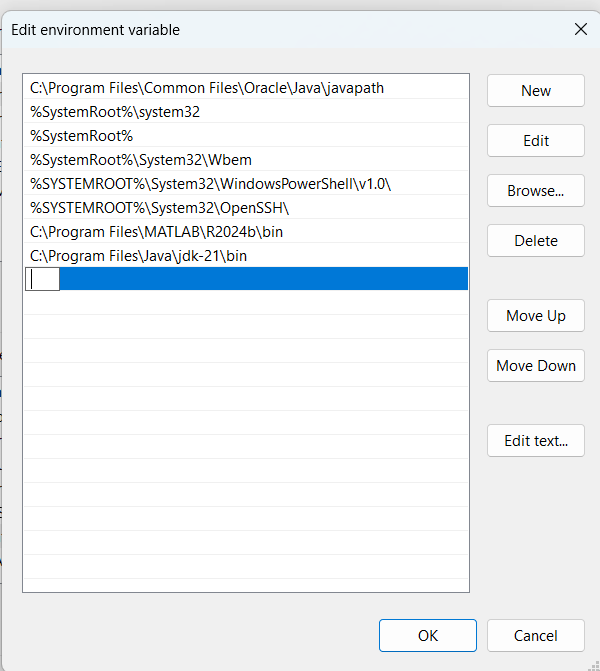 Edit environment variable
C:\Program Files\Common Files\Oracle\Java\javapath
%SystemRoot%\system32
%SystemRoot%
%SystemRoot%\System32\Wbem
%SYSTEMROOT%\System32\WindowsPowerShell\v1.0\
%SYSTEMROOT%\System32\OpenSSH\
C:\Program Files\MATLAB\R2024b\bin
C:\Program Files\Java\jdk-21\bin
New
Edit
Browse...
Delete
Move Up
Move Down
Edit text...
OK
Cancel